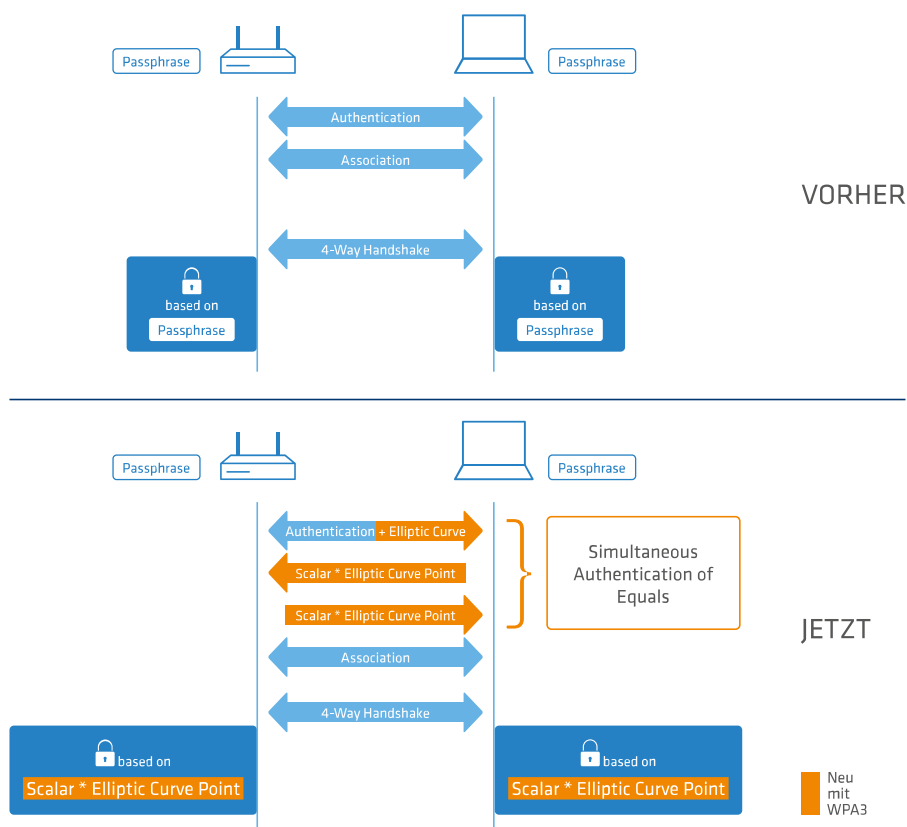 Passphrase
Passphrase
Authentication
Association
VORHER
4-Way Handshake
based on
Passphrase
based on
Passphrase
Passphrase
Passphrase
Authentication + Elliptic Curve
Scalar * Elliptic Curve Point
Scalar * Elliptic Curve Point
Simultaneous
Authentication of
Equals
JETZT
Association
4-Way Handshake
based on
Scalar * Elliptic Curve Point
based on
Scalar * Elliptic Curve Point
Neu
mit
WPA3